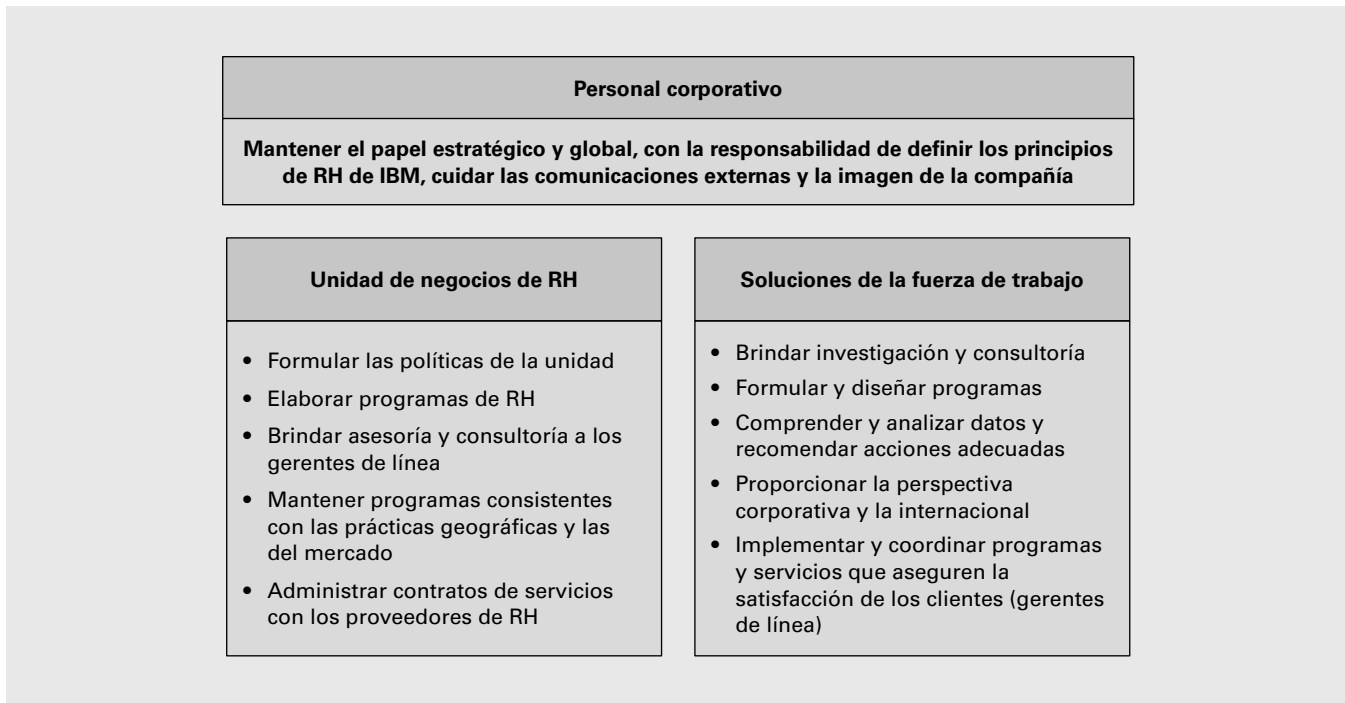 Personal corporativo
Mantener el papel estratégico y global, con la responsabilidad de definir los principios
de RH de IBM, cuidar las comunicaciones externas y la imagen de la compañía
Unidad de negocios de RH
• Formular las políticas de la unidad
• Elaborar programas de RH
• Brindar asesoría y consultoría a los
gerentes de línea
• Mantener programas consistentes
con las prácticas geográficas y las
del mercado
• Administrar contratos de servicios
con los proveedores de RH
Soluciones de la fuerza de trabajo
• Brindar investigación y consultoría
• Formular y diseñar programas
• Comprender y analizar datos y
recomendar acciones adecuadas
• Proporcionar la perspectiva
corporativa y la internacional
• Implementar y coordinar programas
y servicios que aseguren la
satisfacción de los clientes (gerentes
de línea)